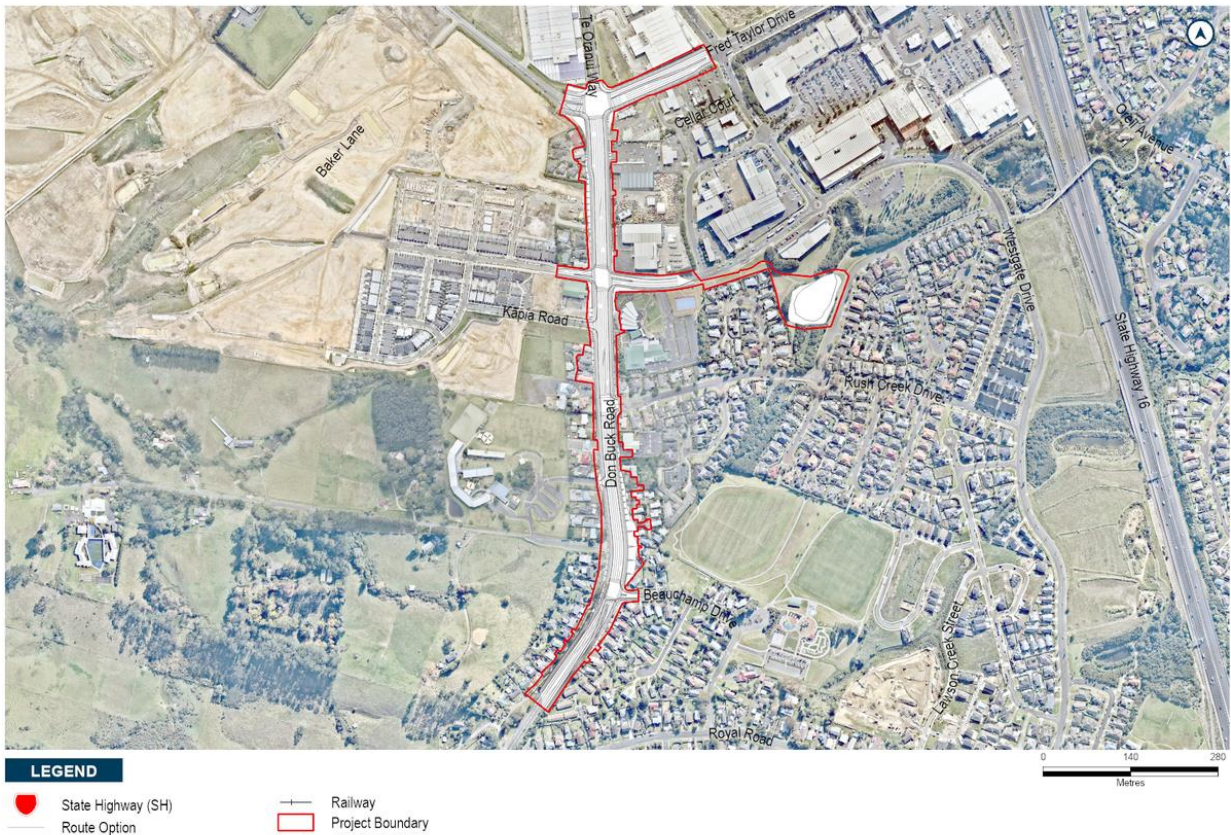 Te Oranui Way
Fred Taylor Drive
Cellar Court
Oreil Avenue
Baker Lane
Westgate Drive
Kāpia Road
State Highway 16
Rush Creek Drive
Don Buck Road
Beauchamp Drive
Lawson Creek Street
Royal Road
LEGEND
0 140 280
Metres
State Highway (SH)
Railway
Route Option
Project Boundary